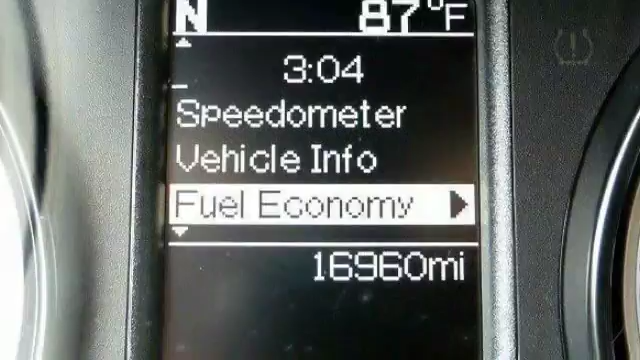 N 87°F
3:04
Speedometer
Vehicle Info
Fuel Economy
16960mi